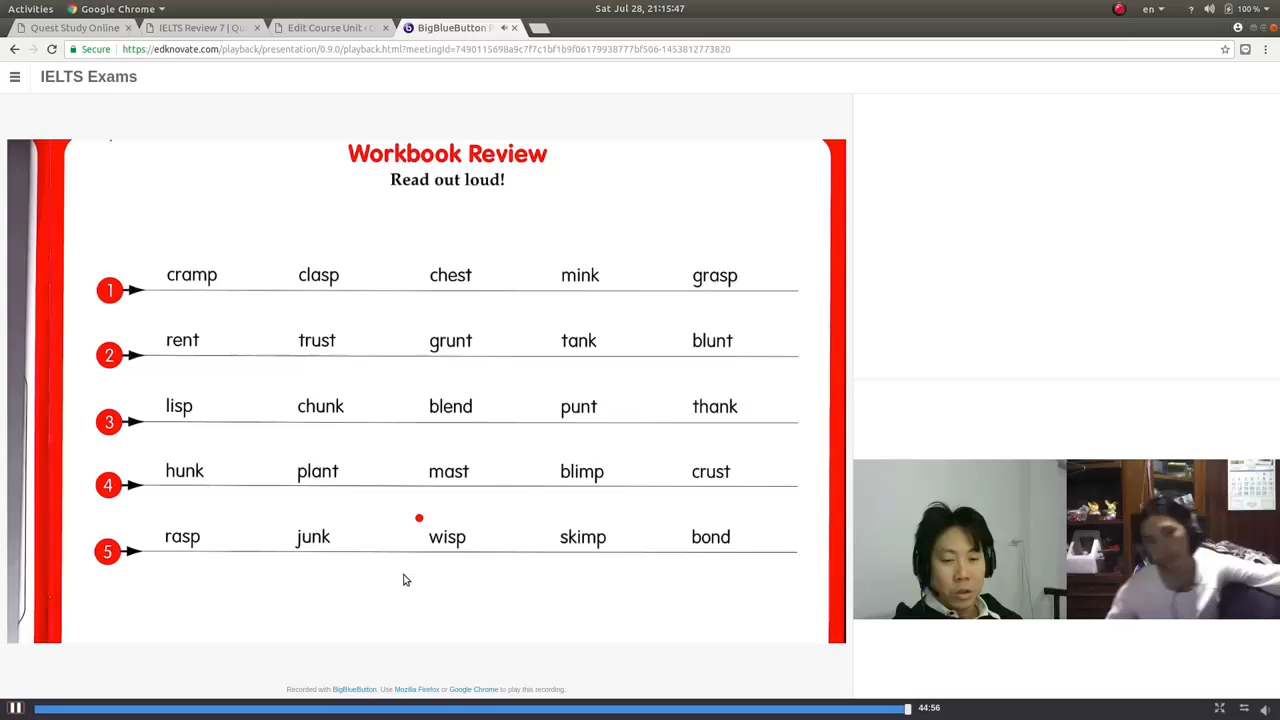 Activities
Google Chrome
Sat Jul 28, 21:15:47
en
?
100 %
Quest Study Online
IELTS Review 7 | Qu
Edit Course Unit ‹ Q
BigBlueButton P
Secure
https://edknovate.com/playback/presentation/0.9.0/playback.html?meetingId=7490115698a9c7f7c1bf1b9f06179938777bf506-1453812773820
IELTS Exams
Workbook Review
Read out loud!
1 cramp clasp chest mink grasp
2 rent trust grunt tank blunt
3 lisp chunk blend punt thank
4 hunk plant mast blimp crust
5 rasp junk wisp skimp bond
Recorded with BigBlueButton. Use Mozilla Firefox or Google Chrome to play this recording.
44:56